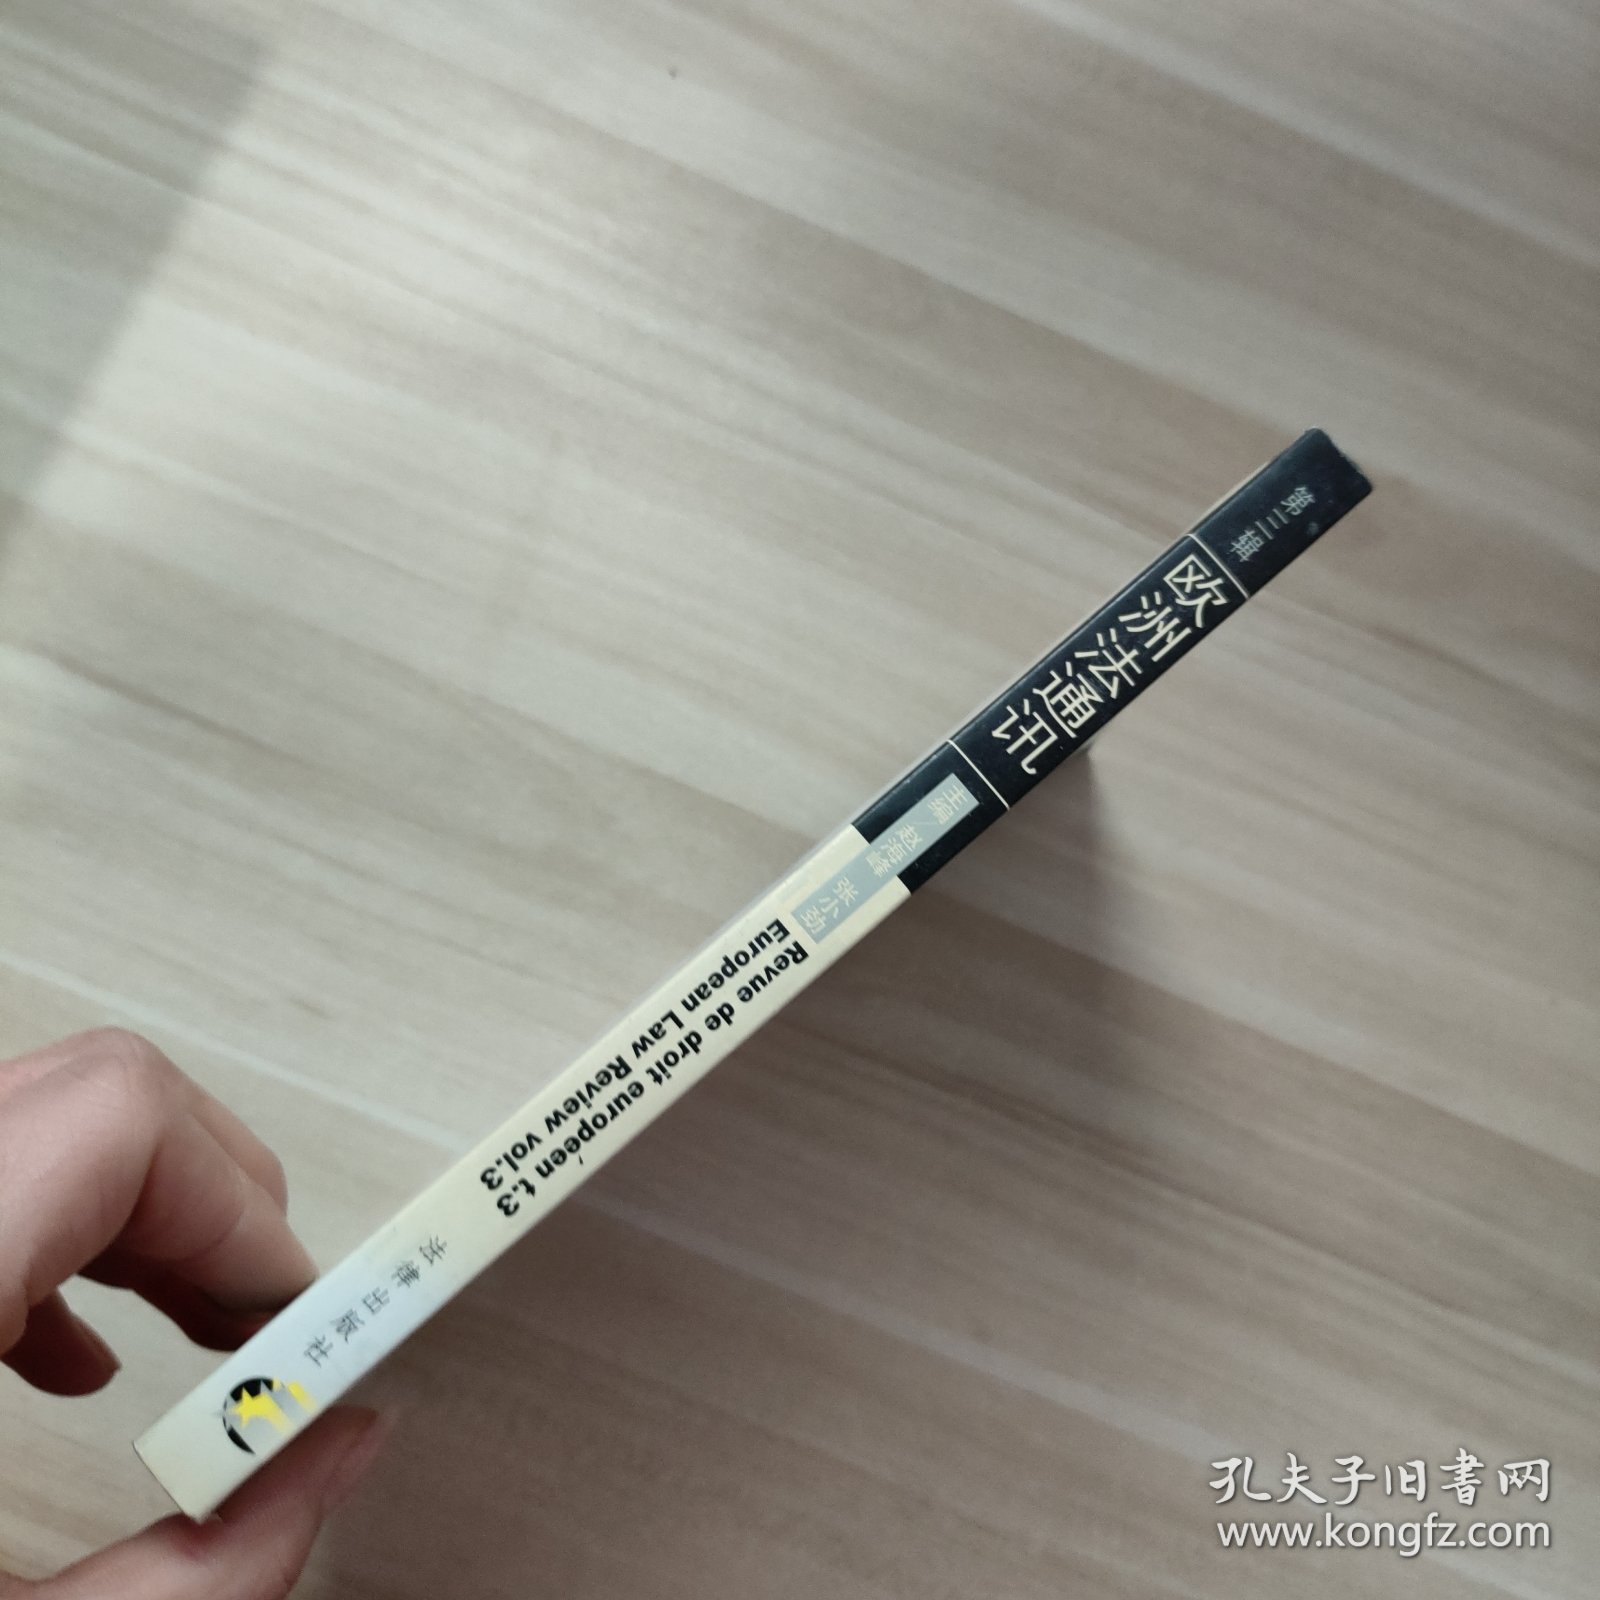 第三辑
欧洲法通讯
主编/赵海峰 张小劲
Revue de droit européen t.3
European Law Review vol.3
法律出版社
孔夫子旧书网
www.kongfz.com